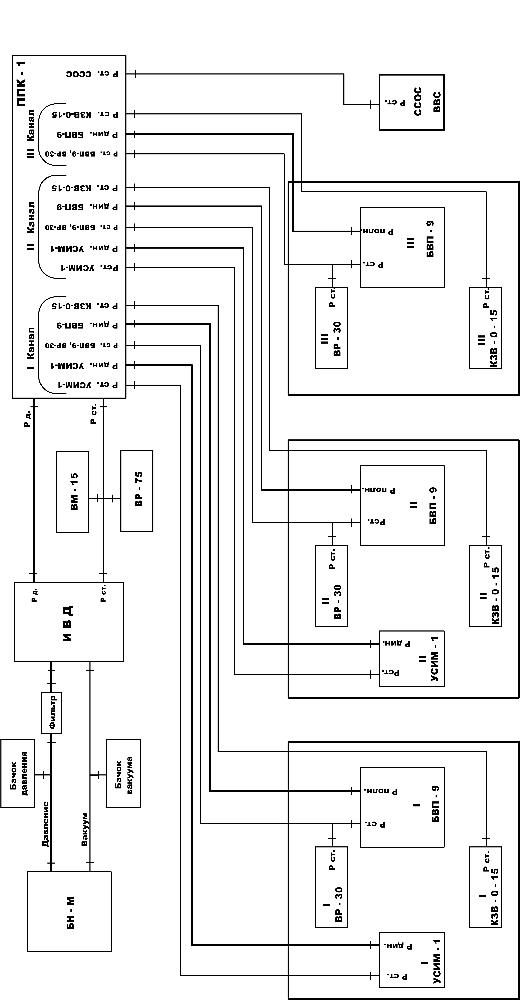 ППК - 1
I Канал
Р ст. УСИМ-1
Р дин. УСИМ-1
Р ст. БВП-9, ВР-30
Р дин. БВП-9
Р ст. КЗВ-0-15
II Канал
Рст. УСИМ-1
Р дин. УСИМ-1
Р ст. БВП-9, ВР-30
Р дин. БВП-9
Р ст. КЗВ-0-15
III Канал
Р ст. БВП-9, ВР-30
Р дин. БВП-9
Р ст. КЗВ-0-15
Р ст. ССОС
Р д.
Р ст.
ВМ - 15
ВР - 75
Р д.
Р ст.
И В Д
Фильтр
Бачок
давления
Бачок
вакуума
Давление
Вакуум
БН - М
Р ст.
ССОС
ВВС
Р полн.
Р ст.
III
БВП - 9
Р ст.
III
ВР - 30
Р ст.
III
КЗВ - 0 - 15
Р полн.
Рст.
II
БВП - 9
Р ст.
II
ВР - 30
Р ст.
II
КЗВ - 0 - 15
Р дин.
Рст.
II
УСИМ - 1
Р полн.
Р ст.
I
БВП - 9
Р ст.
I
ВР - 30
Р ст.
I
КЗВ - 0 - 15
Р дин.
Р ст.
I
УСИМ - 1